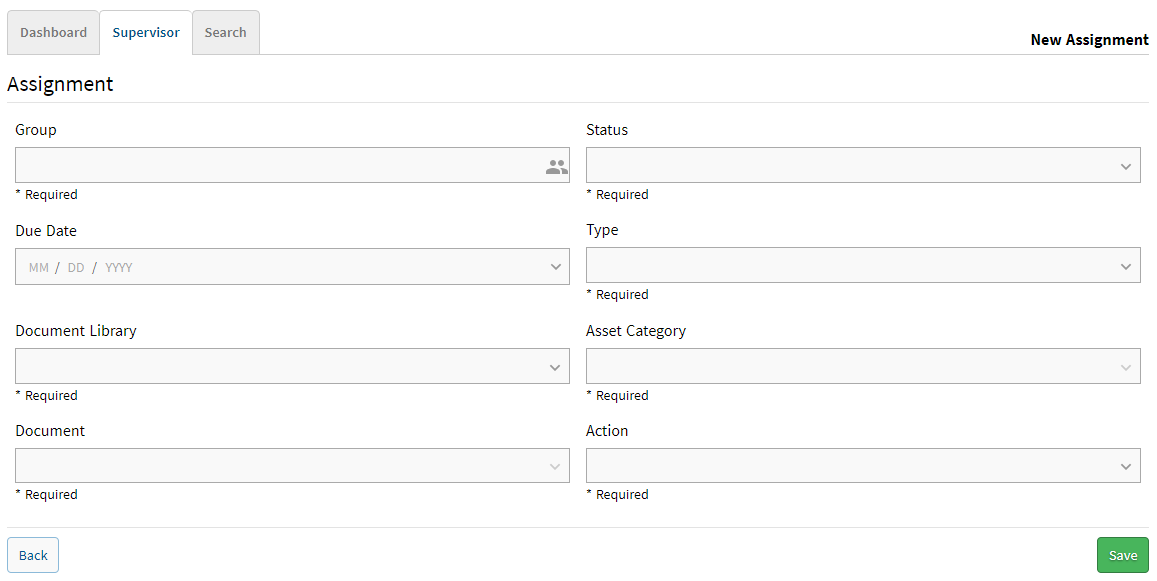 Dashboard Supervisor Search
New Assignment
Assignment
Group Status
* Required * Required
Due Date Type
MM / DD / YYYY
* Required
Document Library Asset Category
* Required * Required
Document Action
* Required * Required
Back Save